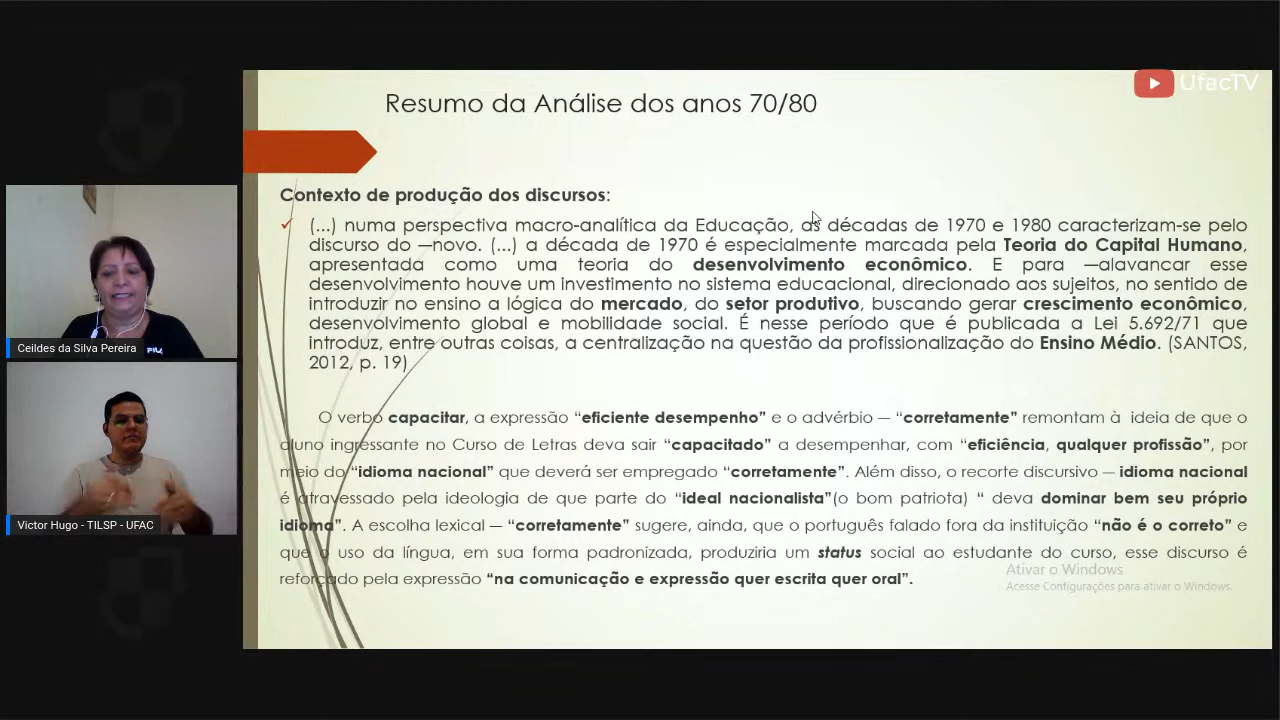 UfacTV
Resumo da Análise dos anos 70/80
Contexto de produção dos discursos:
(...) numa perspectiva macro-analítica da Educação, as décadas de 1970 e 1980 caracterizam-se pelo
discurso do ―novo. (...) a década de 1970 é especialmente marcada pela Teoria do Capital Humano,
apresentada como uma teoria do desenvolvimento econômico. E para ―alavancar esse
desenvolvimento houve um investimento no sistema educacional, direcionado aos sujeitos, no sentido de
introduzir no ensino a lógica do mercado, do setor produtivo, buscando gerar crescimento econômico,
desenvolvimento global e mobilidade social. É nesse período que é publicada a Lei 5.692/71 que
introduz, entre outras coisas, a centralização na questão da profissionalização do Ensino Médio. (SANTOS,
2012, p. 19)
O verbo capacitar, a expressão “eficiente desempenho” e o advérbio — “corretamente” remontam à ideia de que o
aluno ingressante no Curso de Letras deva sair “capacitado” a desempenhar, com “eficiência, qualquer profissão”, por
meio do “idioma nacional” que deverá ser empregado “corretamente”. Além disso, o recorte discursivo — idioma nacional
é atravessado pela ideologia de que parte do “ideal nacionalista”(o bom patriota) “ deva dominar bem seu próprio
idioma”. A escolha lexical — “corretamente” sugere, ainda, que o português falado fora da instituição “não é o correto” e
que o uso da língua, em sua forma padronizada, produziria um status social ao estudante do curso, esse discurso é
reforçado pela expressão “na comunicação e expressão quer escrita quer oral”.
Ativar o Windows
Acesse Configurações para ativar o Windows.
Ceildes da Silva Pereira
Victor Hugo - TILSP - UFAC